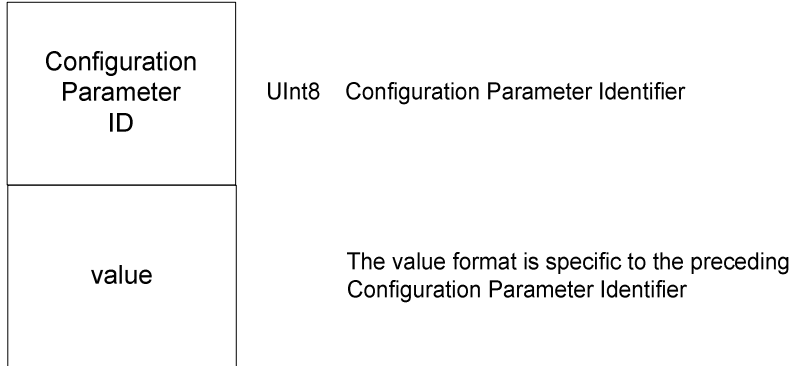 Configuration
Parameter
ID
UInt8 Configuration Parameter Identifier
value
The value format is specific to the preceding
Configuration Parameter Identifier